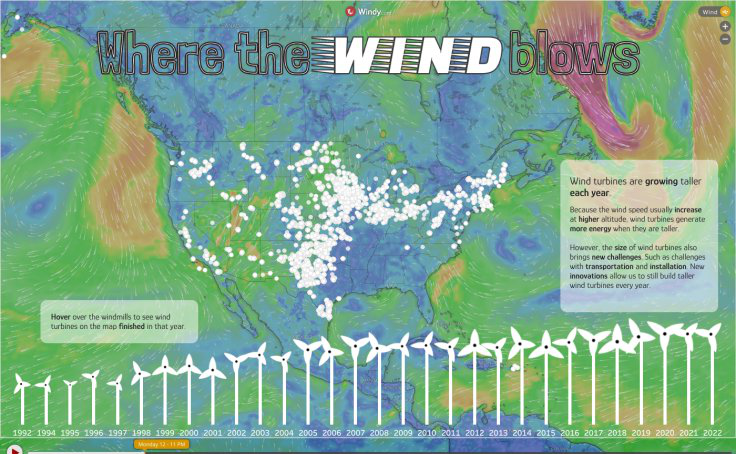 Windy.com
Wind
Where the WIND blows
Wind turbines are growing taller
each year.
Because the wind speed usually increase
at higher altitude, wind turbines generate
more energy when they are taller.
However, the size of wind turbines also
brings new challenges. Such as challenges
with transportation and installation. New
innovations allow us to still build taller
wind turbines every year.
Hover over the windmills to see wind
turbines on the map finished in that year.
1992 1994 1995 1996 1997 1998 1999 2000 2001 2002 2003 2004 2005 2006 2007 2008 2009 2010 2011 2012 2013 2014 2015 2016 2017 2018 2019 2020 2021 2022
Monday 12 - 11 PM